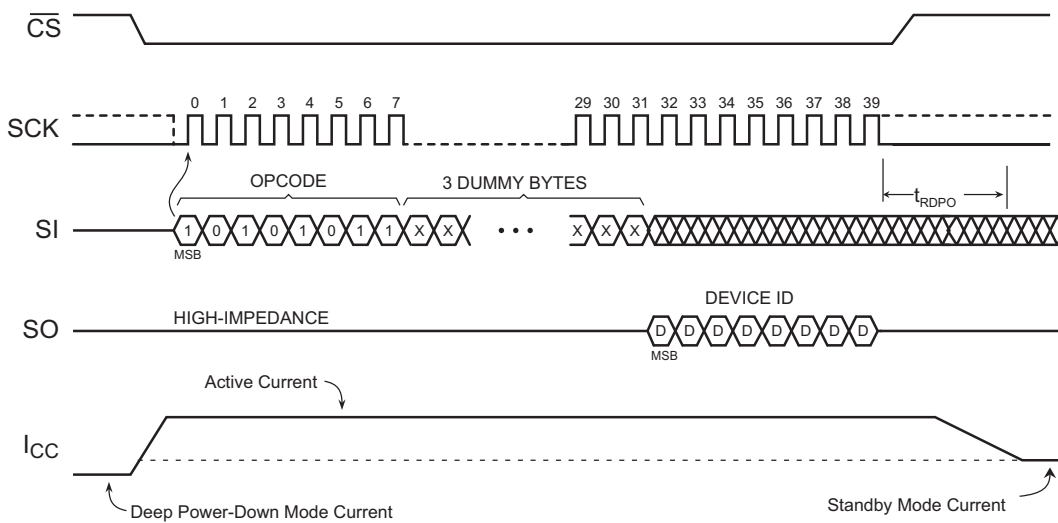 CS
0 1 2 3 4 5 6 7 29 30 31 32 33 34 35 36 37 38 39
SCK
OPCODE 3 DUMMY BYTES
tRDPO
SI 1 0 1 0 1 0 1 1 X X • • • X X X
MSB
DEVICE ID
HIGH-IMPEDANCE
SO D D D D D D D D
MSB
Active Current
ICC
Deep Power-Down Mode Current
Standby Mode Current